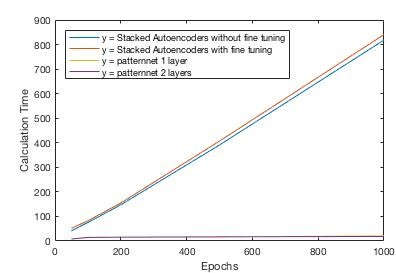 900
800
700
600
500
400
300
200
100
0
Calculation Time
y = Stacked Autoencoders without fine tuning
y = Stacked Autoencoders with fine tuning
y = patternnet 1 layer
y = patternnet 2 layers
0 200 400 600 800 1000
Epochs